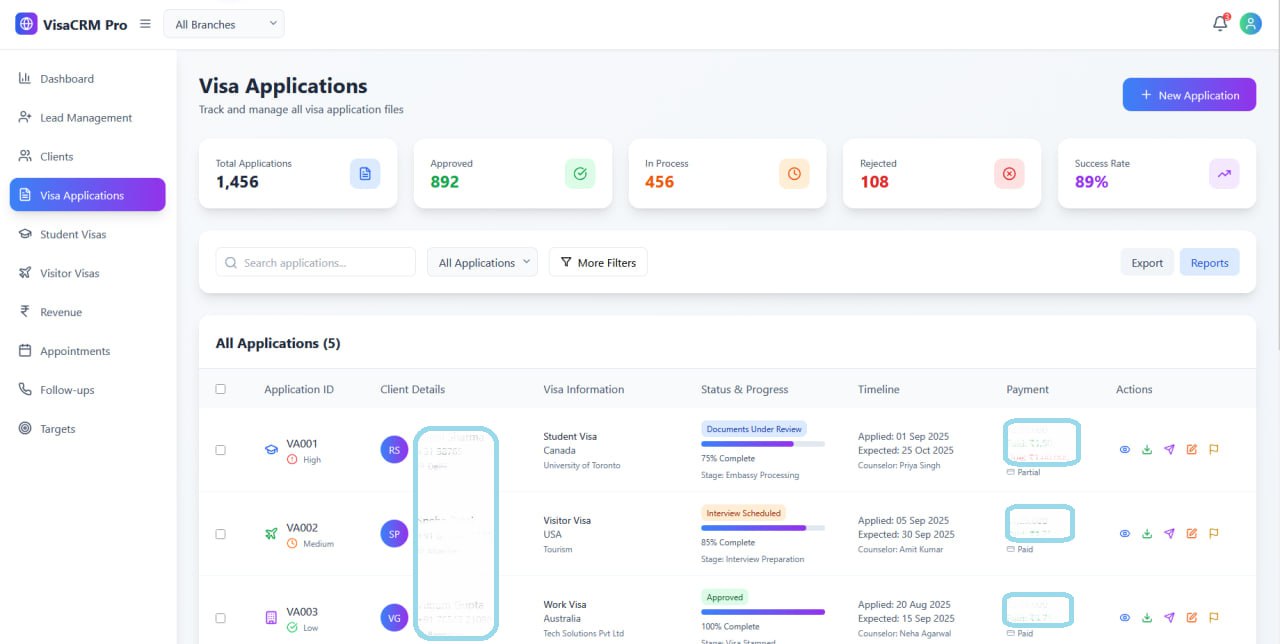 VisaCRM Pro
All Branches
3
Dashboard
Lead Management
Clients
Visa Applications
Student Visas
Visitor Visas
Revenue
Appointments
Follow-ups
Targets
Visa Applications
Track and manage all visa application files
+ New Application
Total Applications
1,456
Approved
892
In Process
456
Rejected
108
Success Rate
89%
Search applications...
All Applications
More Filters
Export
Reports
All Applications (5)
Application ID Client Details Visa Information Status & Progress Timeline Payment Actions
VA001
High
RS
Student Visa
Canada
University of Toronto
Documents Under Review
75% Complete
Stage: Embassy Processing
Applied: 01 Sep 2025
Expected: 25 Oct 2025
Counselor: Priya Singh
Partial
VA002
Medium
SP
Visitor Visa
USA
Tourism
Interview Scheduled
85% Complete
Stage: Interview Preparation
Applied: 05 Sep 2025
Expected: 30 Sep 2025
Counselor: Amit Kumar
Paid
VA003
Low
VG
Gupta
Work Visa
Australia
Tech Solutions Pvt Ltd
Approved
100% Complete
Stage: Visa Stamped
Applied: 20 Aug 2025
Expected: 15 Sep 2025
Counselor: Neha Agarwal
Paid